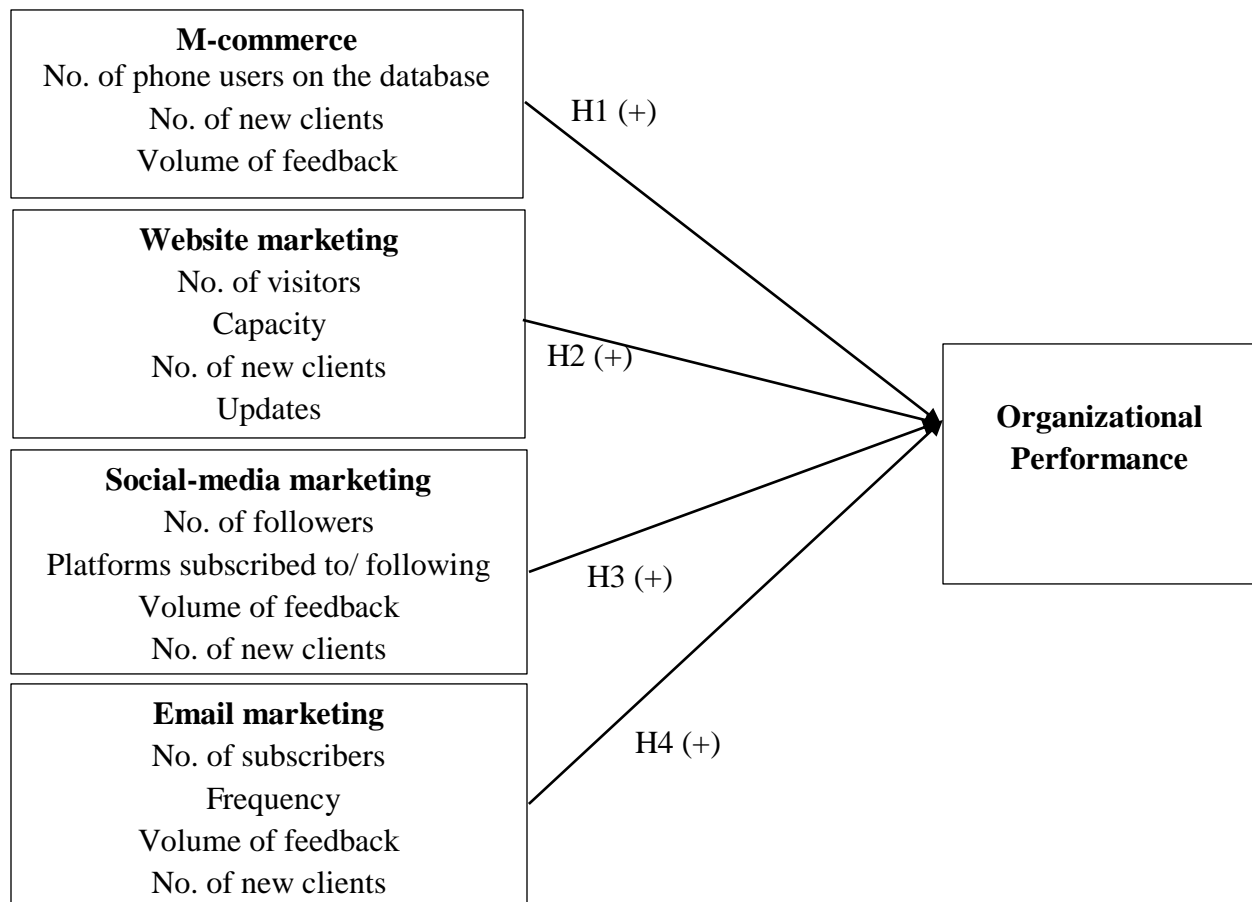 M-commerce
No. of phone users on the database
No. of new clients
Volume of feedback
H1 (+)
Website marketing
No. of visitors
Capacity
No. of new clients
Updates
H2 (+)
Social-media marketing
No. of followers
Platforms subscribed to/ following
Volume of feedback
No. of new clients
H3 (+)
Email marketing
No. of subscribers
Frequency
Volume of feedback
No. of new clients
H4 (+)
Organizational
Performance